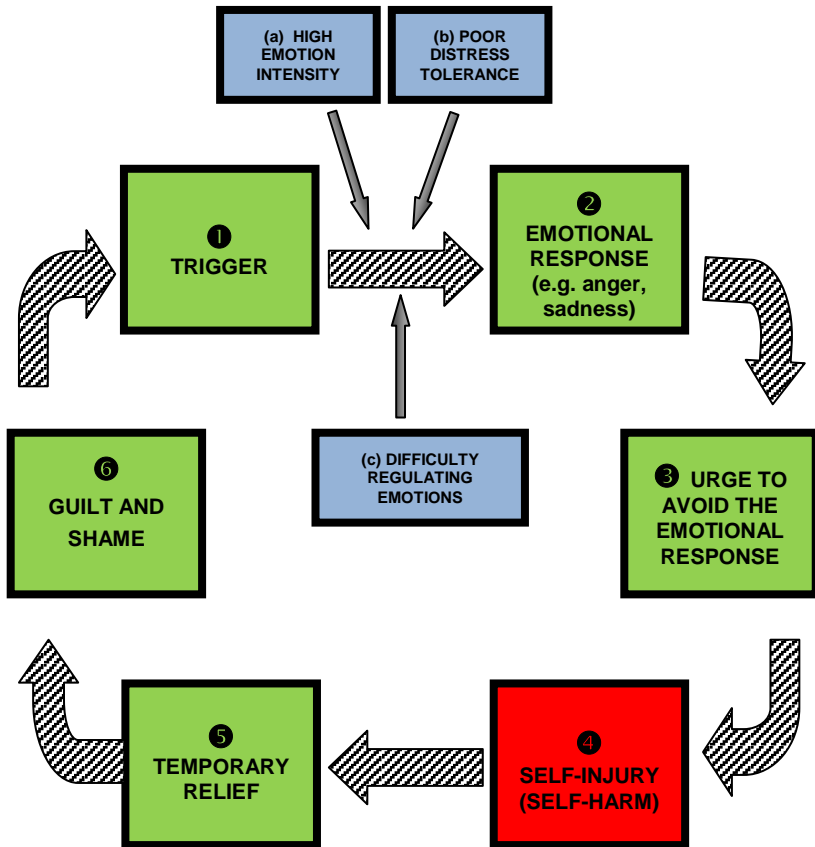 (a) HIGH
EMOTION
INTENSITY
(b) POOR
DISTRESS
TOLERANCE
❶
TRIGGER
❷
EMOTIONAL
RESPONSE
(e.g. anger,
sadness)
❻
GUILT AND
SHAME
(c) DIFFICULTY
REGULATING
EMOTIONS
❸ URGE TO
AVOID THE
EMOTIONAL
RESPONSE
❺
TEMPORARY
RELIEF
❹
SELF-INJURY
(SELF-HARM)